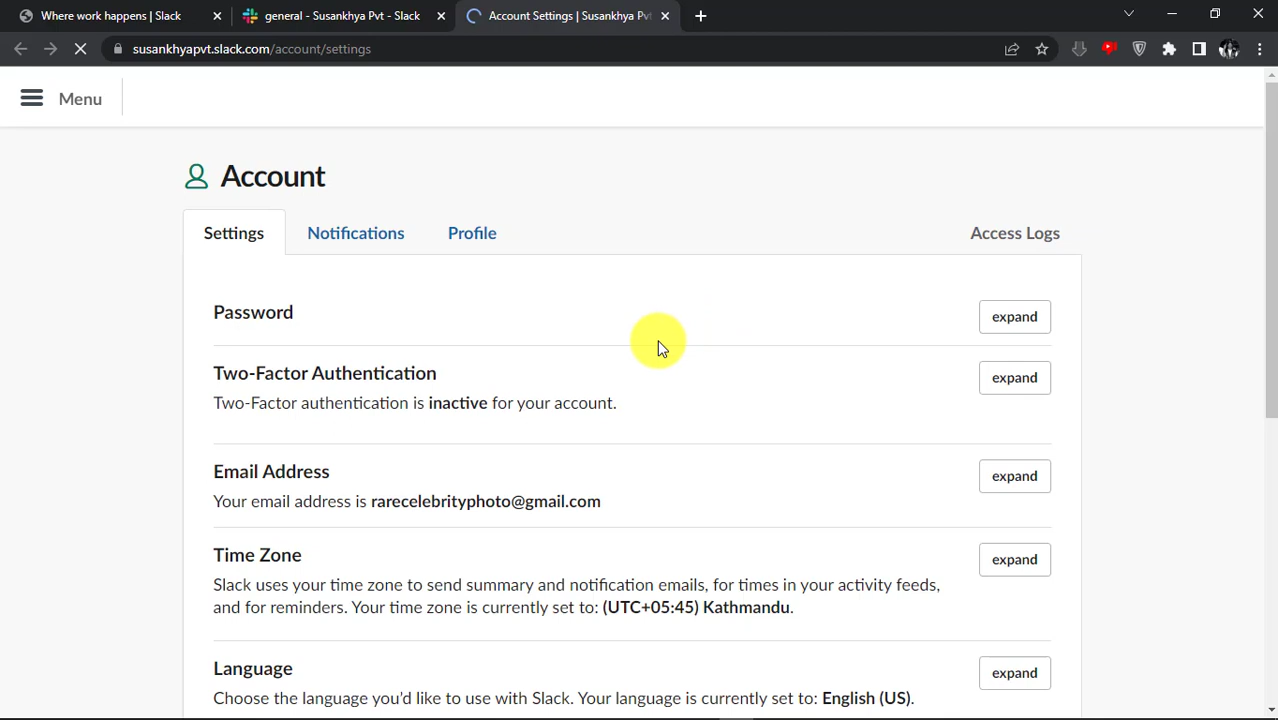 Where work happens | Slack
general - Susankhya Pvt - Slack
Account Settings | Susankhya Pvt
susankhyapvt.slack.com/account/settings
Menu
Account
Settings
Notifications
Profile
Access Logs
Password
expand
Two-Factor Authentication
expand
Two-Factor authentication is inactive for your account.
Email Address
expand
Your email address is rarecelebrityphoto@gmail.com
Time Zone
expand
Slack uses your time zone to send summary and notification emails, for times in your activity feeds,
and for reminders. Your time zone is currently set to: (UTC+05:45) Kathmandu.
Language
expand
Choose the language you'd like to use with Slack. Your language is currently set to: English (US).